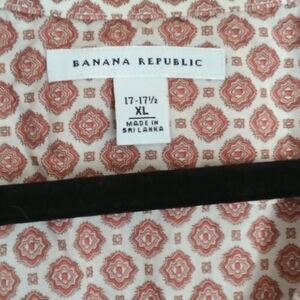 BANANA REPUBLIC
17-17½
XL
MADE IN
SRI LANKA